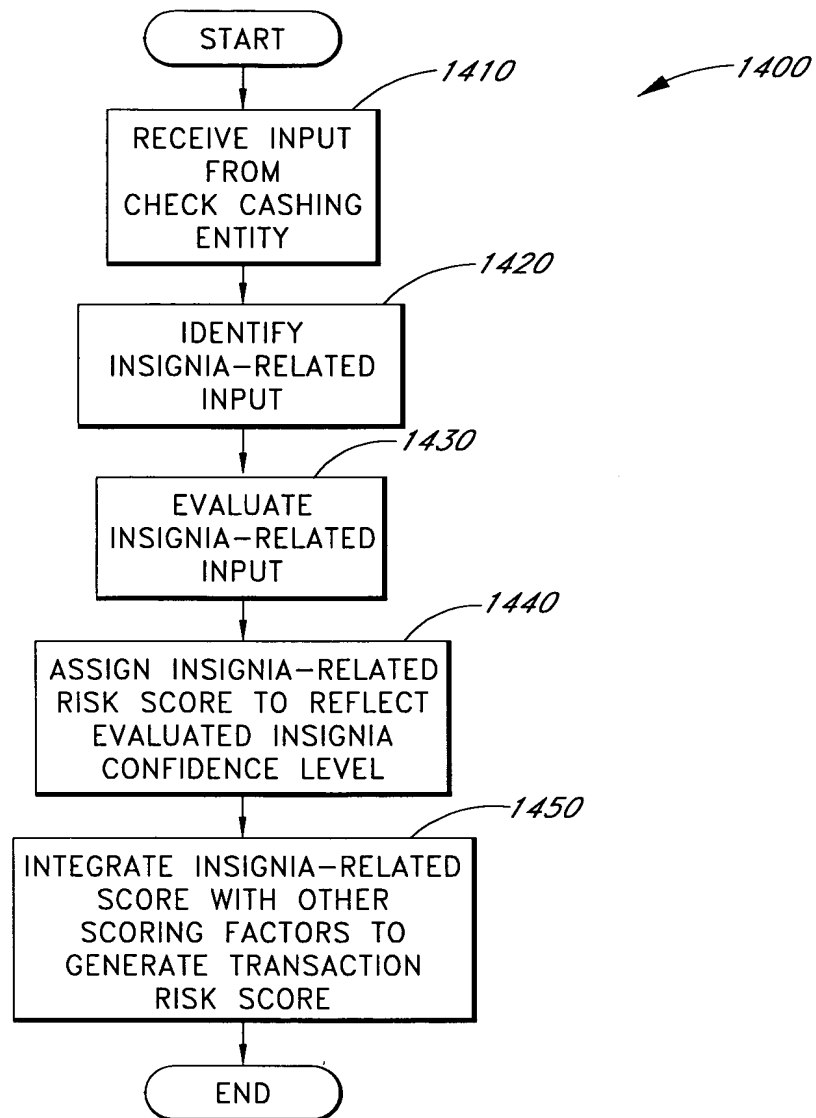 START
1400
1410
RECEIVE INPUT
FROM
CHECK CASHING
ENTITY
1420
IDENTIFY
INSIGNIA-RELATED
INPUT
1430
EVALUATE
INSIGNIA-RELATED
INPUT
1440
ASSIGN INSIGNIA-RELATED
RISK SCORE TO REFLECT
EVALUATED INSIGNIA
CONFIDENCE LEVEL
1450
INTEGRATE INSIGNIA-RELATED
SCORE WITH OTHER
SCORING FACTORS TO
GENERATE TRANSACTION
RISK SCORE
END